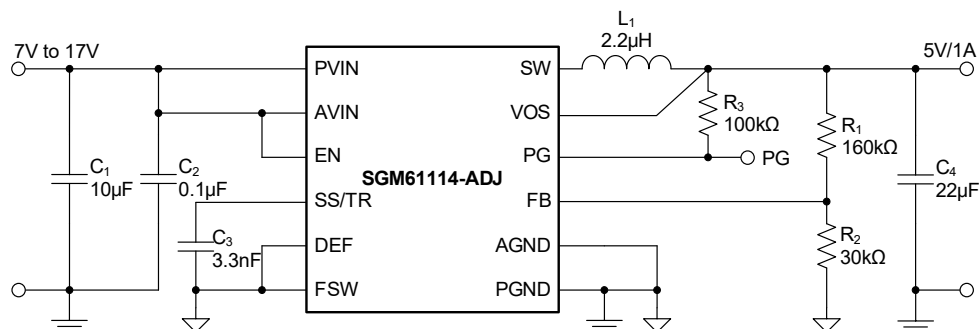 L₁
2.2µH
7V to 17V
5V/1A
PVIN
SW
AVIN
VOS
R₃
100kΩ
R₁
160kΩ
EN
PG
PG
C₁
10µF
C₂
0.1µF
SGM61114-ADJ
C₄
22µF
SS/TR
FB
C₃
3.3nF
DEF
AGND
R₂
30kΩ
FSW
PGND